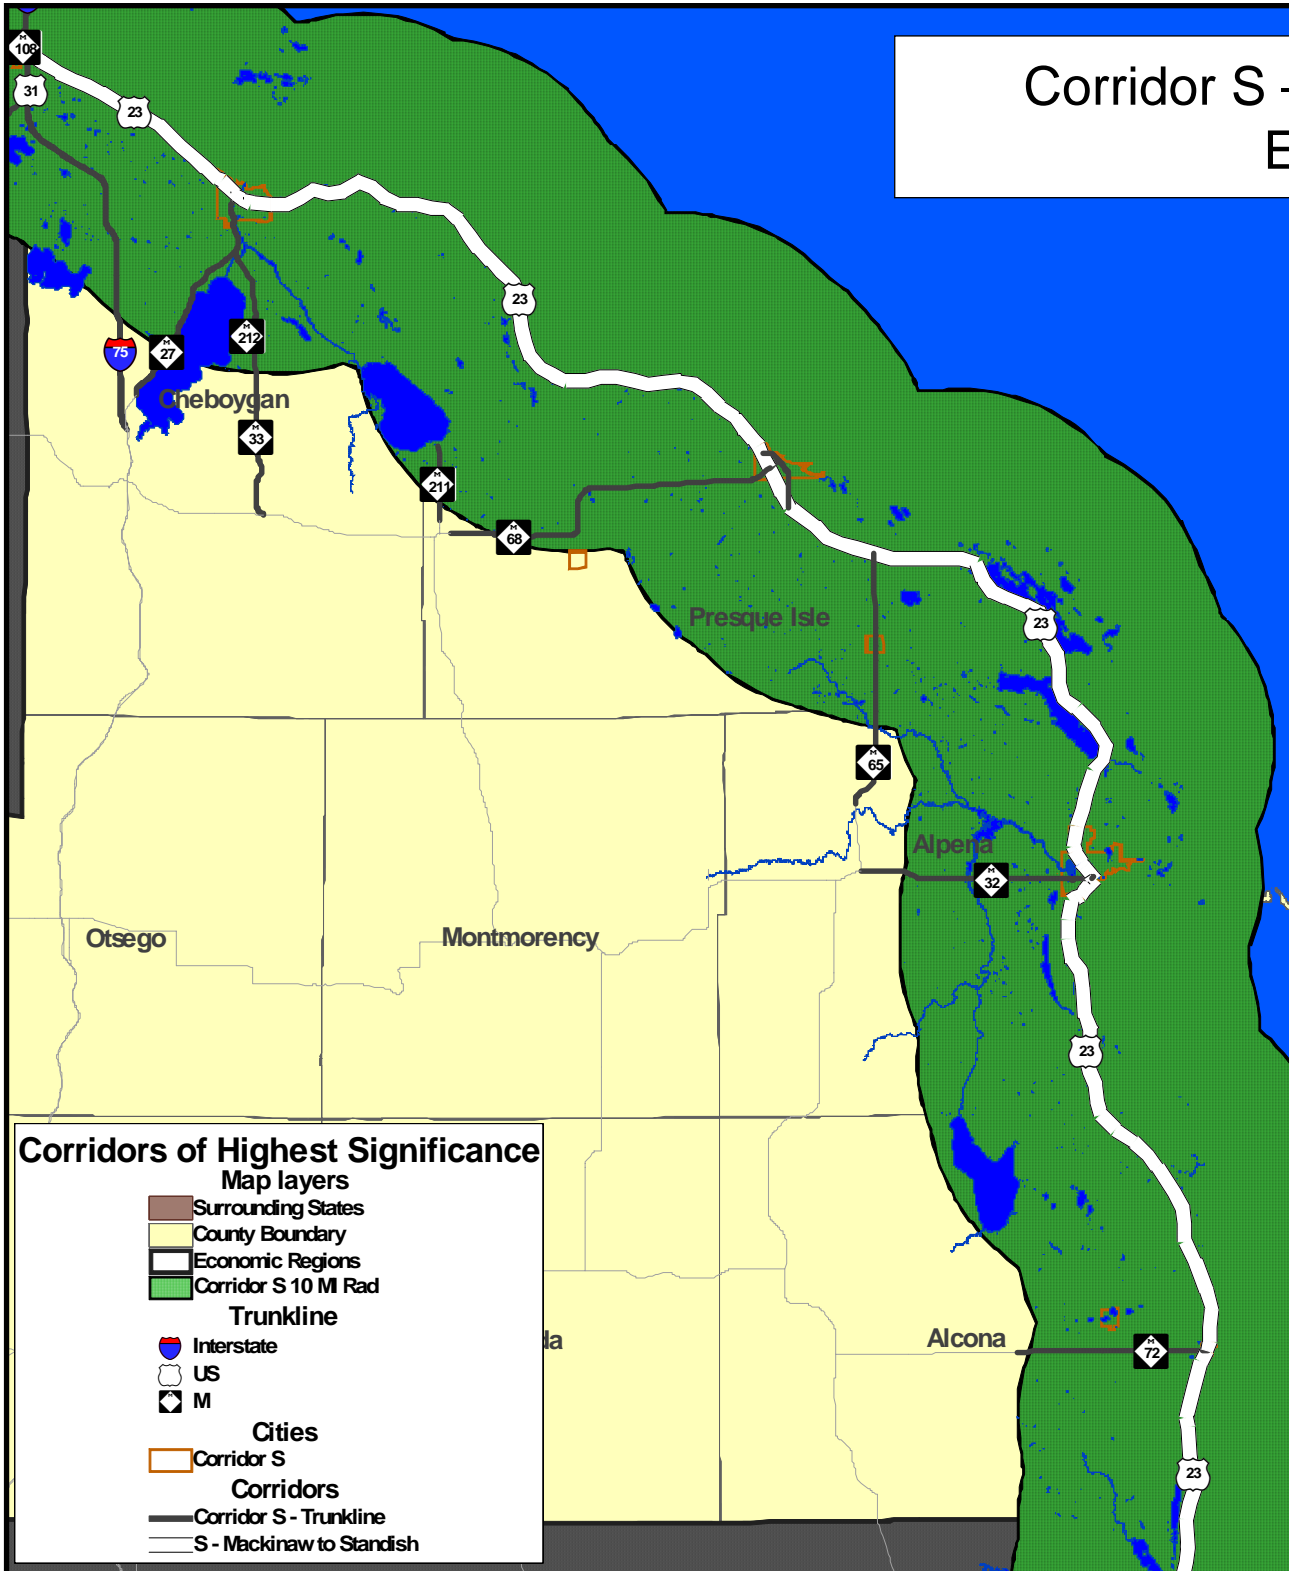 Corridor S -
E
M
108
31
23
23
M
27
M
212
75
Cheboygan
M
33
M
211
M
68
Presque Isle
23
M
65
Alpena
M
32
Otsego
Montmorency
23
Corridors of Highest Significance
Map layers
Surrounding States
County Boundary
Economic Regions
Corridor S 10 MI Rad
Trunkline
Interstate
US
M
M
Cities
Corridor S
Corridors
Corridor S - Trunkline
S - Mackinaw to Standish
da
Alcona
M
72
23